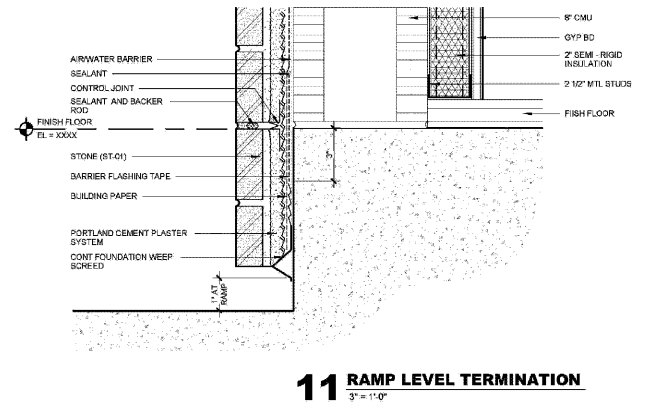 8" CMU
GYP BD
2" SEMI - RIGID
INSULATION
2 1/2" MTL STUDS
FIISH FLOOR
AIR/WATER BARRIER
SEALANT
CONTROL JOINT
SEALANT AND BACKER
ROD
FINISH FLOOR
EL = XXXX
STONE (ST-01)
BARRIER FLASHING TAPE
BUILDING PAPER
PORTLAND CEMENT PLASTER
SYSTEM
CONT FOUNDATION WEEP
SCREED
3"
1" AT
RAMP
11 RAMP LEVEL TERMINATION
3" = 1'-0"